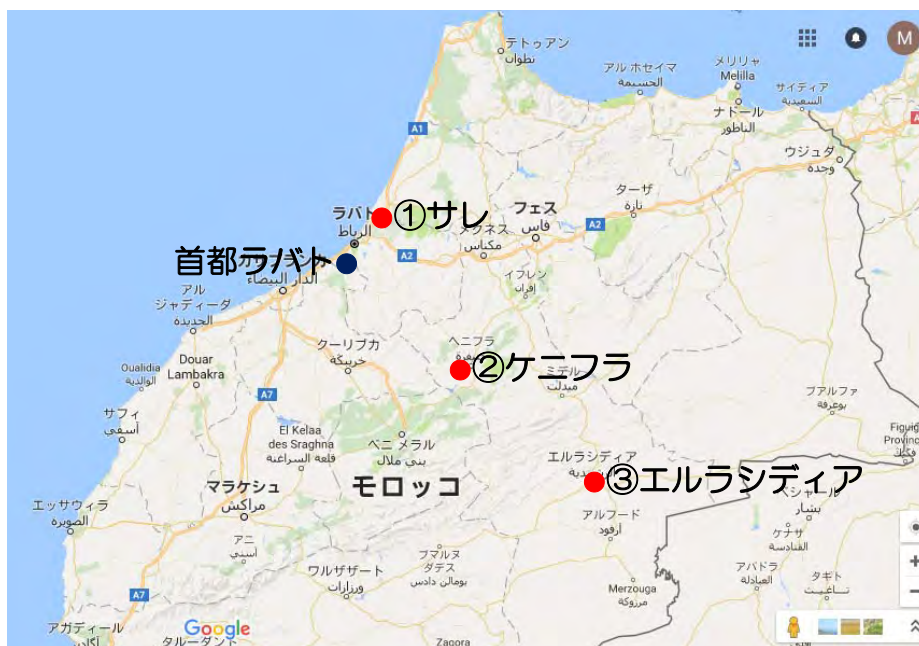 テトゥアン
تطوان
アル ホセイマ
الحسيمة
メリリャ
Melilla
M
サイディア
السعيدية
ナドール
الناظور
A1
ウジュダ
وجدة
ラバト
الرباط
①サレ
フェス
فاس
ターザ
تازة
A2
メクネス
مكناس
A2
首都ラバト
الدار البيضاء
イフレン
إفران
アル
ジャディーダ
الجديدة
クーリブカ
خريبكة
ヘニフラ
②ケニフラ
ミデル
ميدلت
Oualidia
الوالدية
Douar
Lambakra
A7
ブアルファ
بوعرفة
サフィ
آسفي
El Kelaa
des Sraghna
قلعة السراغنة
ベニ メラル
بني ملال
Figuig
Province
エルラシディア
③エルラシディア
マラケシュ
مراكش
モロッコ
ベシャール
بشار
エッサウィラ
الصويرة
アルフード
أرفود
アニ
أسني
ケナサ
القنادسة
ワルザザート
ورزازات
ブマルヌ
ダデス
بومالن دادس
アバドラ
العبادلة
タギト
تاغيت
Merzouga
مرزوكة
A7
アガディール
Google
タルーダント
Zagora